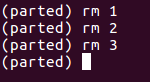 (parted) rm 1
(parted) rm 2
(parted) rm 3
(parted)